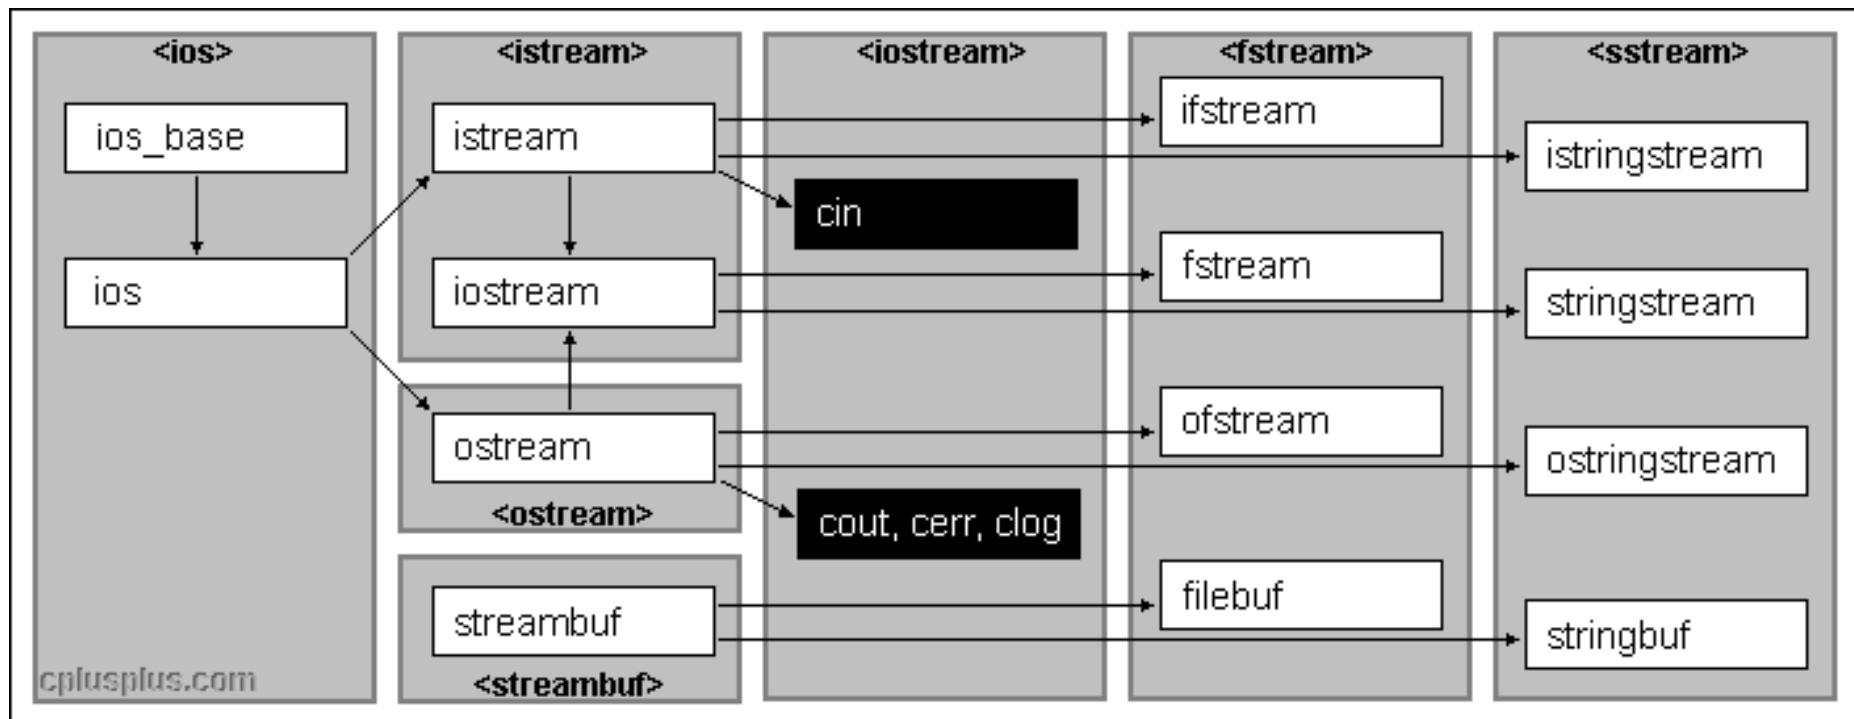 <ios>
ios_base
ios
<istream>
istream
iostream
ostream
<ostream>
streambuf
<streambuf>
<iostream>
cin
cout, cerr, clog
<fstream>
ifstream
fstream
ofstream
filebuf
<sstream>
istringstream
stringstream
ostringstream
stringbuf
cplusplus.com